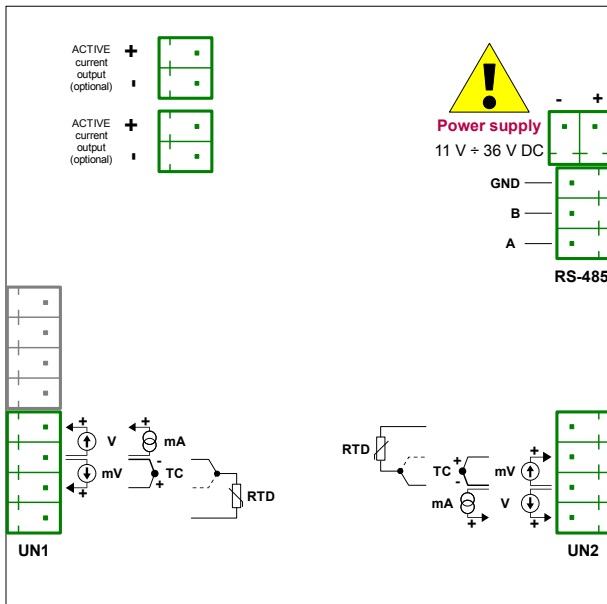 ACTIVE
current
output
(optional)
+
-
ACTIVE
current
output
(optional)
+
-
- +
Power supply
11 V ÷ 36 V DC
GND
B
A
RS-485
+ V
+ mA
+ mV
- TC +
RTD
UN1
RTD
TC + -
mV +
mA +
V +
UN2